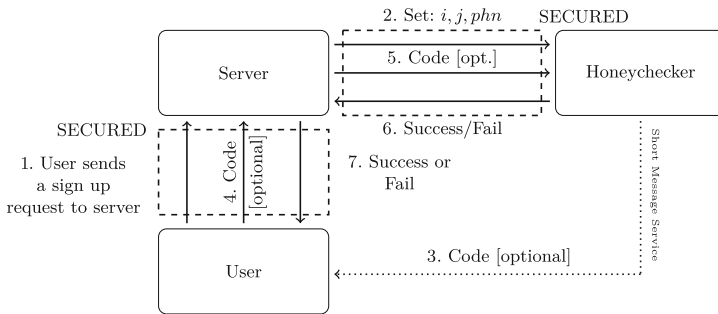 2. Set: i, j, phn
SECURED
Server
5. Code [opt.]
Honeychecker
6. Success/Fail
SECURED
1. User sends
a sign up
request to server
4. Code
[optional]
7. Success or
Fail
Short Message Service
3. Code [optional]
User